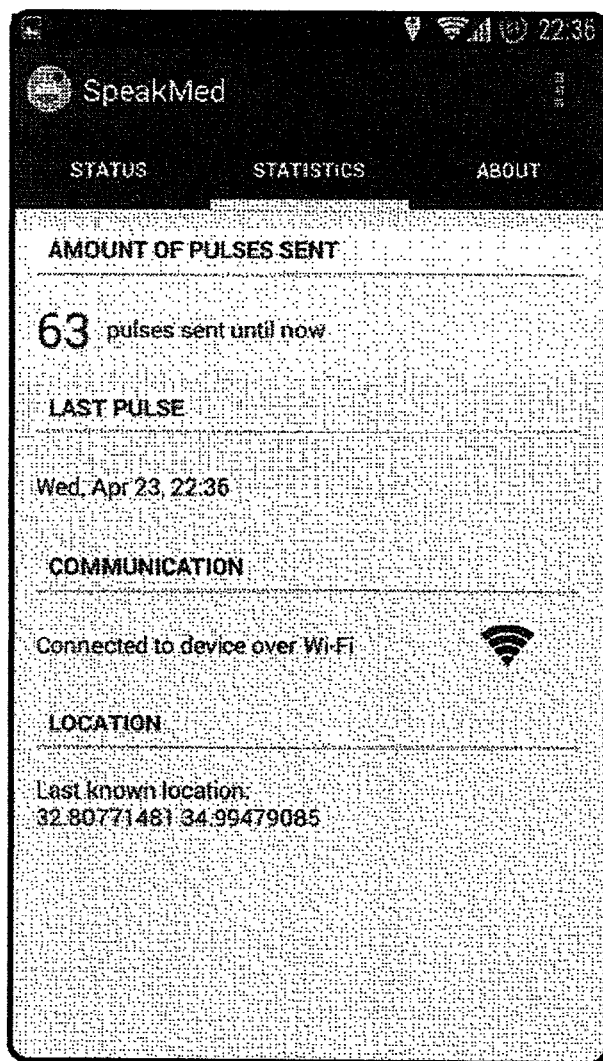 22:36
SpeakMed
STATUS STATISTICS ABOUT
AMOUNT OF PULSES SENT
63 pulses sent until now
LAST PULSE
Wed, Apr 23, 22:36
COMMUNICATION
Connected to device over Wi-Fi
LOCATION
Last known location:
32.80771481 34.99479085